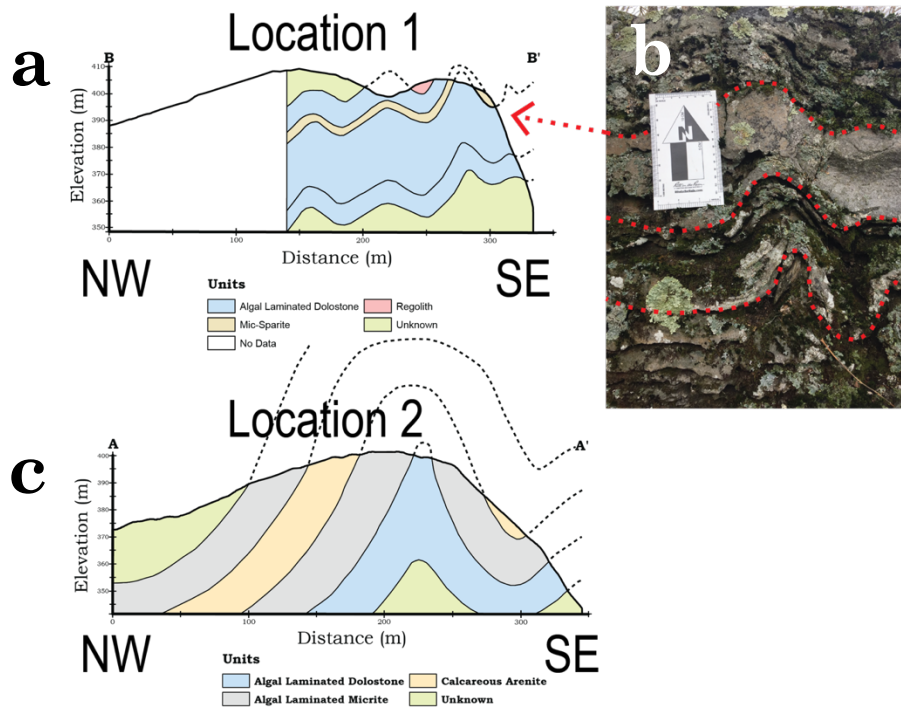 a
Location 1
b
B
B'
410
400
390
380
370
360
350
Elevation (m)
0
100
200
300
Distance (m)
NW
SE
N
Units
Algal Laminated Dolostone
Regolith
Mic-Sparite
Unknown
No Data
c
Location 2
A
A'
400
390
380
370
360
350
Elevation (m)
0
100
200
300
Distance (m)
NW
SE
Units
Algal Laminated Dolostone
Calcareous Arenite
Algal Laminated Micrite
Unknown